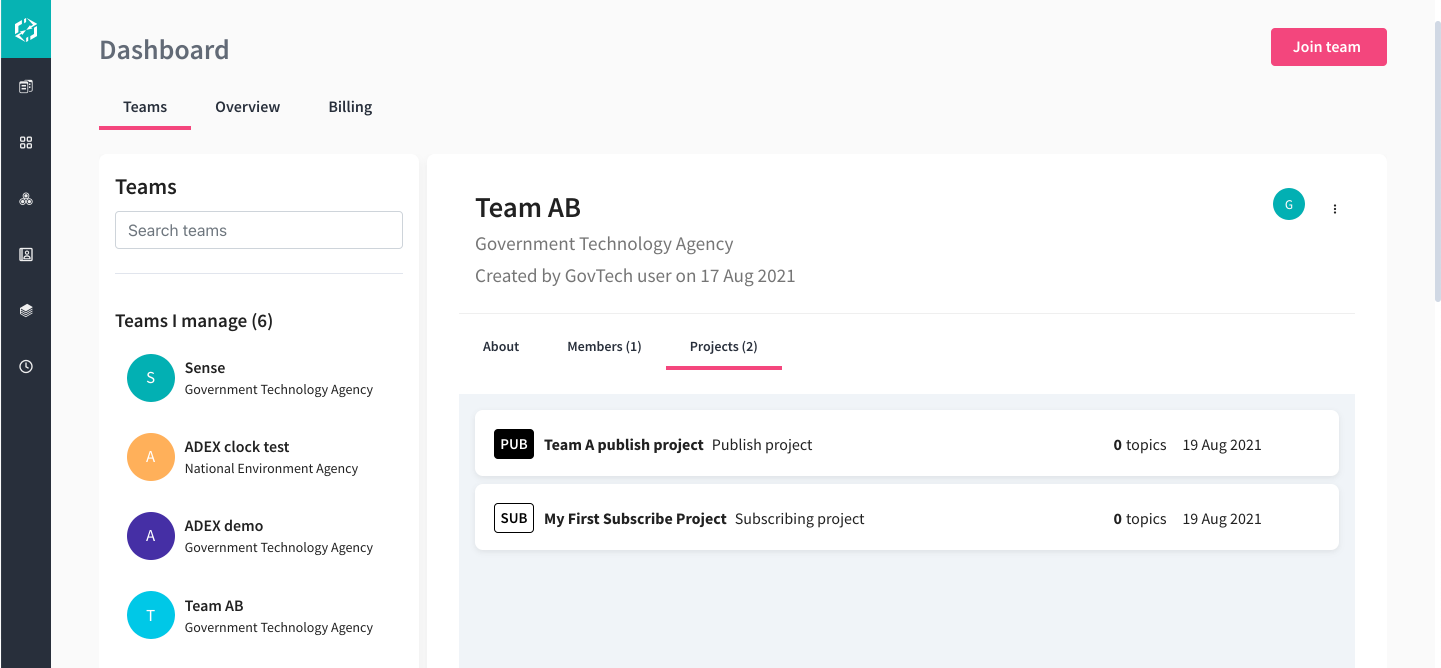 Dashboard
Join team
Teams Overview Billing
Teams
Search teams
Teams I manage (6)
S Sense
Government Technology Agency
A ADEX clock test
National Environment Agency
A ADEX demo
Government Technology Agency
T Team AB
Government Technology Agency
Team AB
G
Government Technology Agency
Created by GovTech user on 17 Aug 2021
About Members (1) Projects (2)
PUB Team A publish project Publish project 0 topics 19 Aug 2021
SUB My First Subscribe Project Subscribing project 0 topics 19 Aug 2021